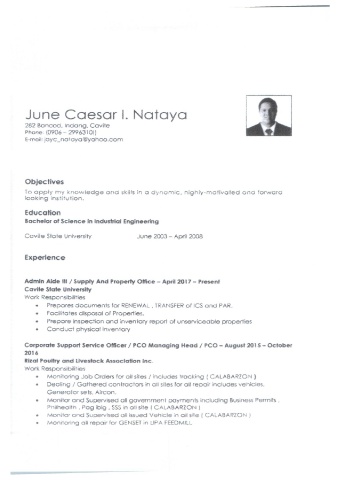 June Caesar I. Nataya
282 Bancod, Indang, Cavite
Phone: (0906 – 2996310)
E-mail: jayc_nataya@yahoo.com
Objectives
To apply my knowledge and skills in a dynamic, highly-motivated and forward
looking institution.
Education
Bachelor of Science in Industrial Engineering
Cavite State University June 2003 – April 2008
Experience
Admin Aide III / Supply And Property Office – April 2017 – Present
Cavite State University
Work Responsibilities
• Prepares documents for RENEWAL , TRANSFER of ICS and PAR.
• Facilitates disposal of Properties.
• Prepare inspection and inventory report of unserviceable properties
• Conduct physical inventory
Corporate Support Service Officer / PCO Managing Head / PCO – August 2015 – October
2016
Rizal Poultry and Livestock Association Inc.
Work Responsibilities
• Monitoring Job Orders for all sites / Includes tracking ( CALABARZON )
• Dealing / Gathered contractors in all sites for all repair includes vehicles,
Generator sets, Aircon.
• Monitor and Supervised all government payments including Business Permits ,
Philhealth , Pag ibig , SSS in all site ( CALABARZON )
• Monitor and Supervised all issued Vehicle in all site ( CALABARZON )
• Monitor all repair for GENSET in LIPA FEEDMILL